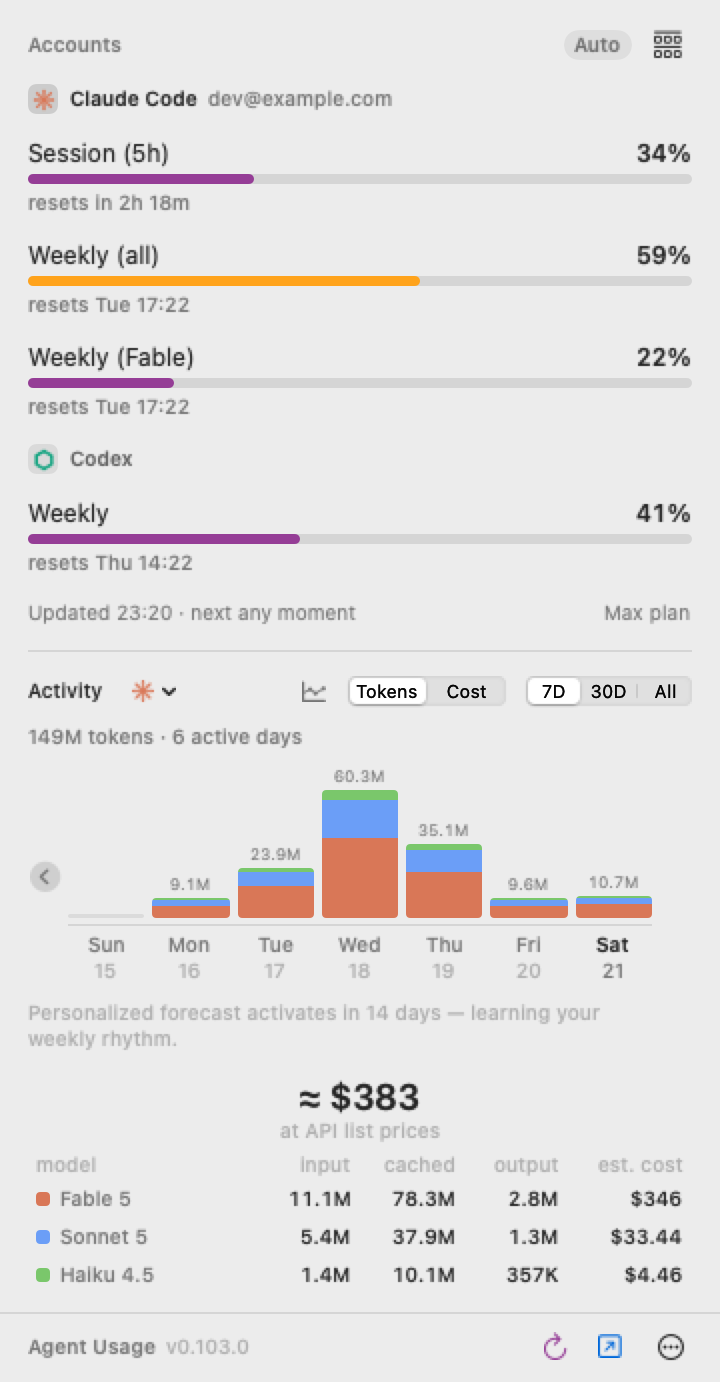 Accounts Auto
Claude Code dev@example.com
Session (5h) 34%
resets in 2h 18m
Weekly (all) 59%
resets Tue 17:22
Weekly (Fable) 22%
resets Tue 17:22
Codex
Weekly 41%
resets Thu 14:22
Updated 23:20 · next any moment Max plan
Activity Tokens Cost 7D 30D All
149M tokens · 6 active days
60.3M
35.1M
23.9M
9.1M 9.6M 10.7M
Sun Mon Tue Wed Thu Fri Sat
15 16 17 18 19 20 21
Personalized forecast activates in 14 days — learning your
weekly rhythm.
≈ $383
at API list prices
model input cached output est. cost
Fable 5 11.1M 78.3M 2.8M $346
Sonnet 5 5.4M 37.9M 1.3M $33.44
Haiku 4.5 1.4M 10.1M 357K $4.46
Agent Usage v0.103.0